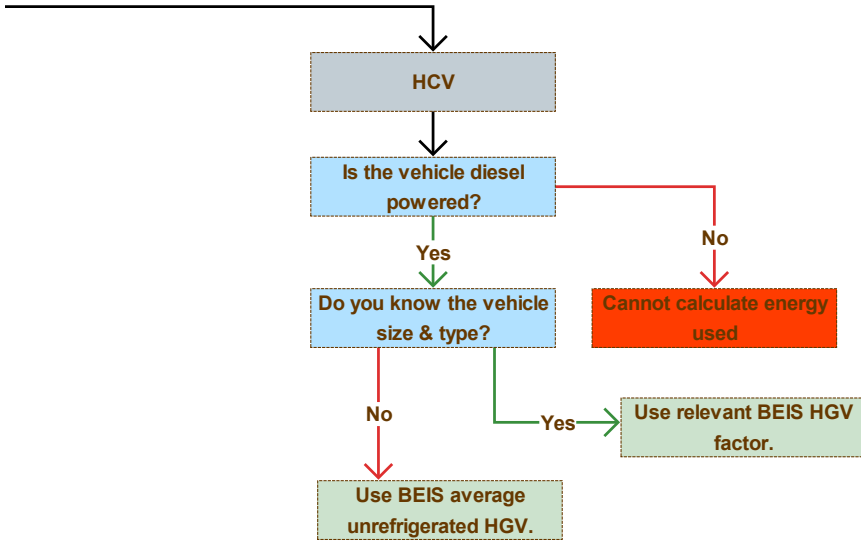 HCV
Is the vehicle diesel
powered?
No
Yes
Do you know the vehicle
size & type?
Cannot calculate energy
used
No
Yes
Use relevant BEIS HGV
factor.
Use BEIS average
unrefrigerated HGV.